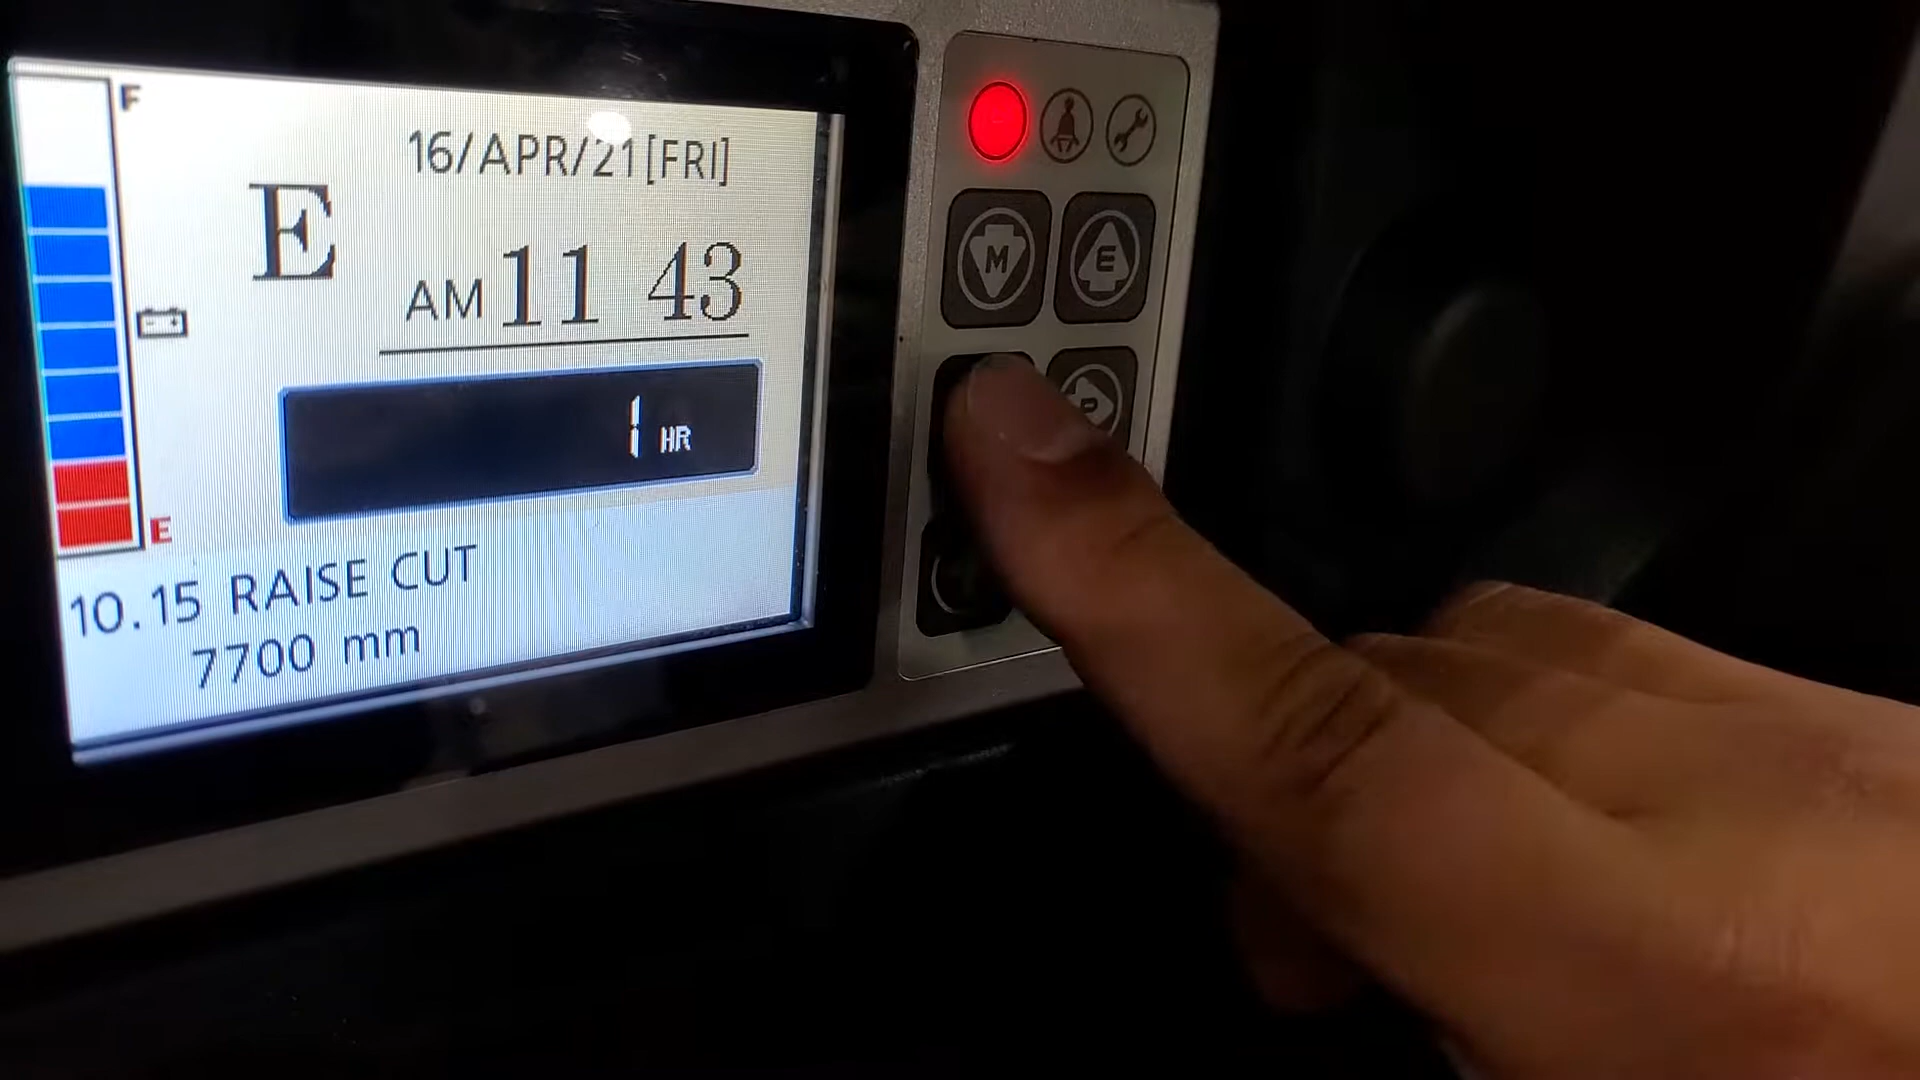 F
16/APR/21[FRI]
E
AM 11 43
1 HR
E
10.15 RAISE CUT
7700 mm
M
E
P